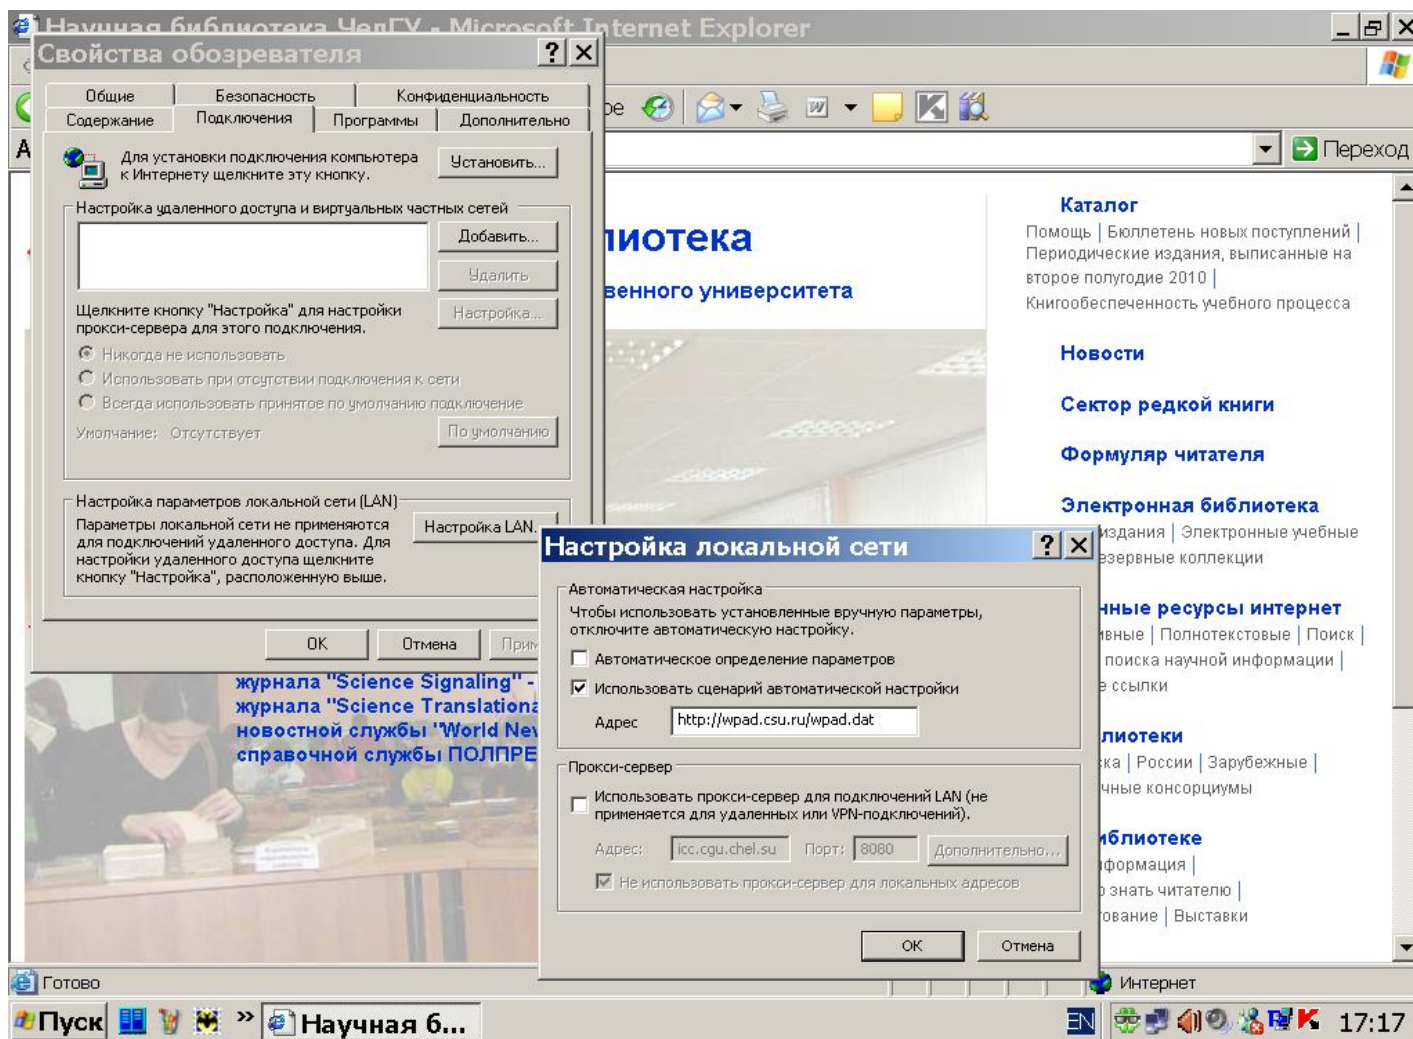 Научная библиотека ЧелГУ - Microsoft Internet Explorer
Свойства обозревателя
Общие
Безопасность
Конфиденциальность
Содержание
Подключения
Программы
Дополнительно
Для установки подключения компьютера
к Интернету щелкните эту кнопку.
Установить...
Настройка удаленного доступа и виртуальных частных сетей
Добавить...
Удалить
Щелкните кнопку "Настройка" для настройки
прокси-сервера для этого подключения.
Настройка...
Никогда не использовать
Использовать при отсутствии подключения к сети
Всегда использовать принятое по умолчанию подключение
Умолчание: Отсутствует
По умолчанию
Настройка параметров локальной сети (LAN)
Параметры локальной сети не применяются
для подключений удаленного доступа. Для
настройки удаленного доступа щелкните
кнопку "Настройка", расположенную выше.
Настройка LAN..
OK
Отмена
Прим
Переход
лиотека
венного университета
журнала "Science Signaling" -
журнала "Science Translationa
новостной службы "World Nev
справочной службы ПОЛПРЕ
Каталог
Помощь | Бюллетень новых поступлений |
Периодические издания, выписанные на
второе полугодие 2010 |
Книгообеспеченность учебного процесса
Новости
Сектор редкой книги
Формуляр читателя
Электронная библиотека
издания | Электронные учебные
езервные коллекции
нные ресурсы интернет
ивные | Полнотекстовые | Поиск |
поиска научной информации |
е ссылки
лиотеки
ка | России | Зарубежные |
чные консорциумы
иблиотеке
формация |
о знать читателю |
ование | Выставки
Настройка локальной сети
Автоматическая настройка
Чтобы использовать установленные вручную параметры,
отключите автоматическую настройку.
Автоматическое определение параметров
Использовать сценарий автоматической настройки
Адрес
http://wpad.csu.ru/wpad.dat
Прокси-сервер
Использовать прокси-сервер для подключений LAN (не
применяется для удаленных или VPN-подключений).
Адрес: icc.cgu.chel.su Порт: 8080 Дополнительно...
Не использовать прокси-сервер для локальных адресов
OK
Отмена
Готово
Интернет
Пуск
Научная б...
EN
17:17